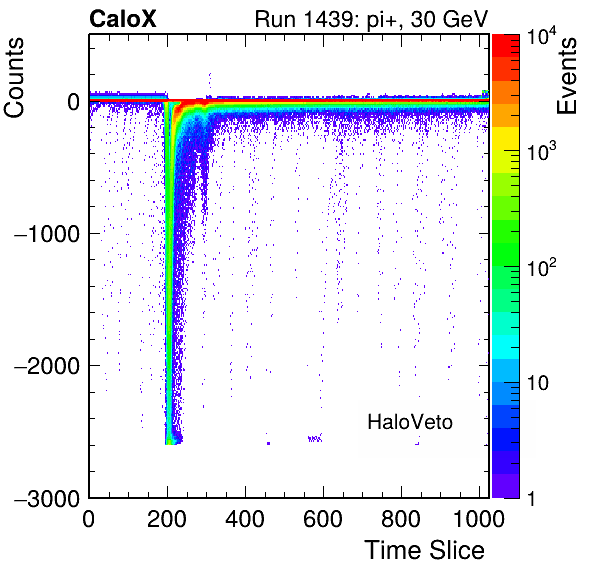 CaloX Run 1439: pi+, 30 GeV
Counts
Events
0
−1000
−2000
−3000
0 200 400 600 800 1000
Time Slice
HaloVeto
10^4
10^3
10^2
10
1